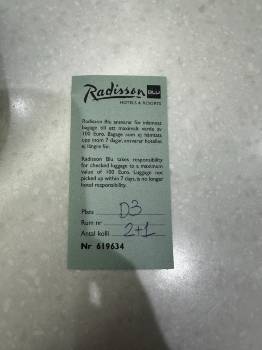 Radisson BLU
HOTELS & RESORTS
Radisson Blu ansvarar för inlämnat
bagage till ett maximalt värde av
100 Euro. Bagage som ej hämtats
upp inom 7 dagar, ansvarar hotellet
ej längre för.
Radisson Blu takes responsibility
for checked luggage to a maximum
value of 100 Euro. Luggage not
picked up within 7 days, is no longer
hotel responsibility.
Plats D3
Rum nr
Antal kolli 2+1
Nr 619634